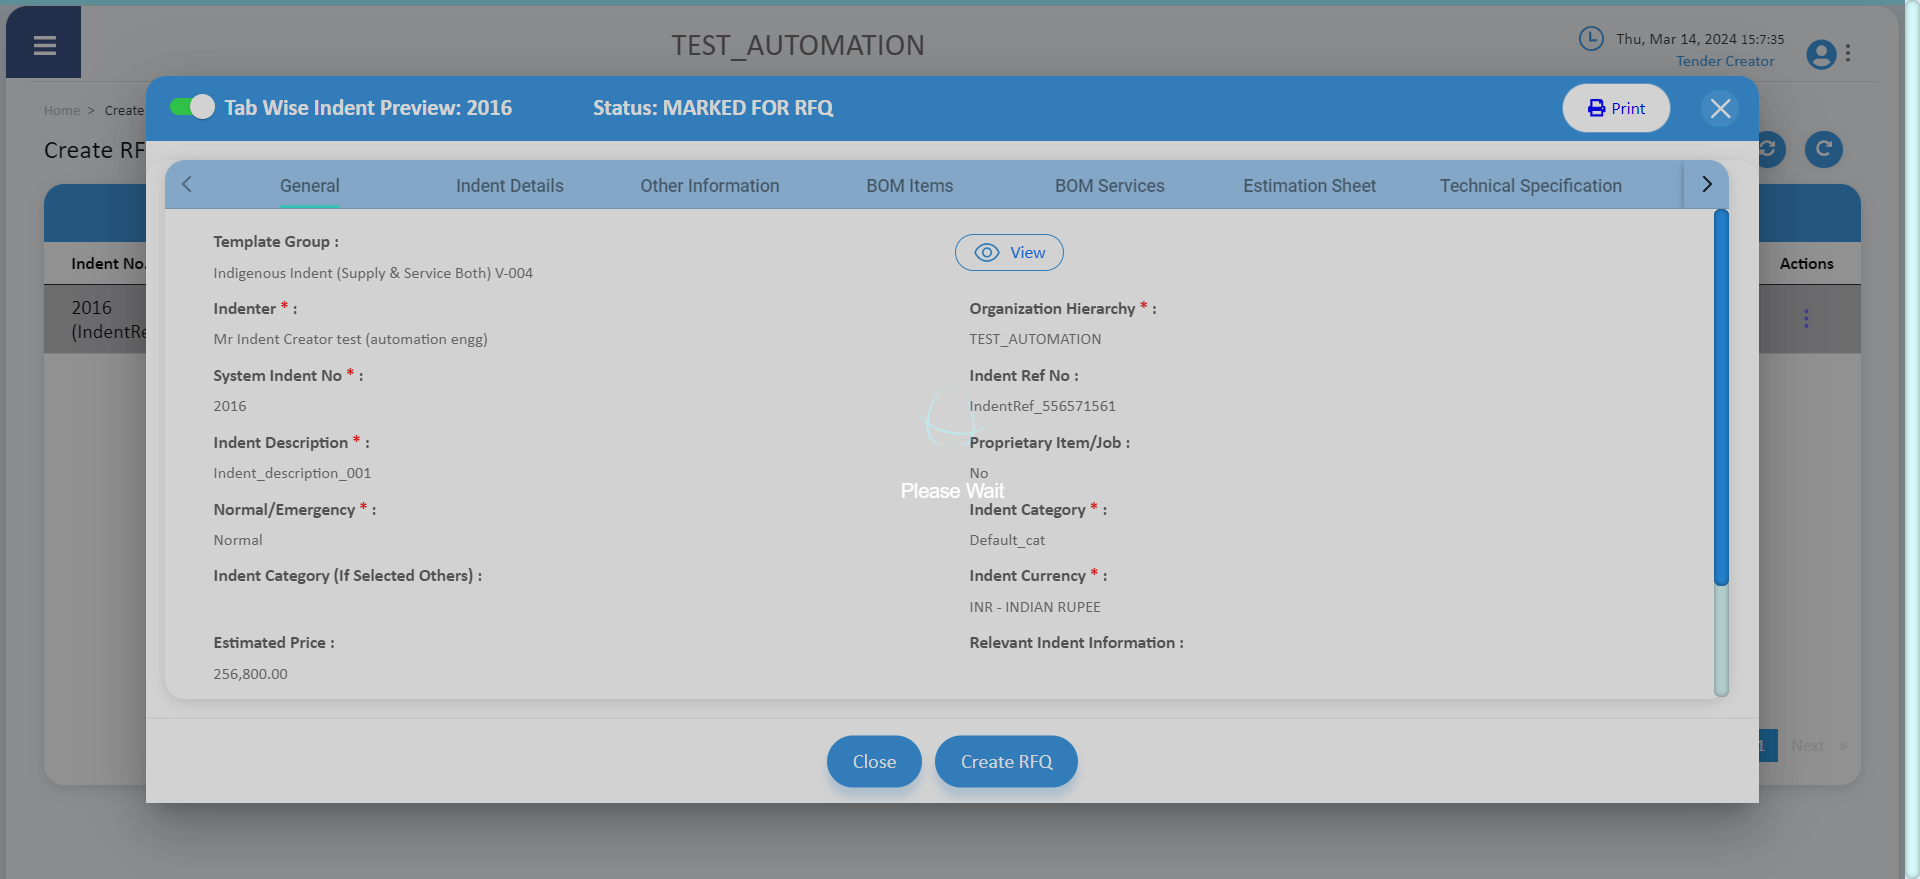 TEST_AUTOMATION
Thu, Mar 14, 2024 15:7:35
Tender Creator
Home > Create
Create RF
Tab Wise Indent Preview: 2016
Status: MARKED FOR RFQ
Print
General
Indent Details
Other Information
BOM Items
BOM Services
Estimation Sheet
Technical Specification
Indent No.
Actions
2016
(IndentRe
Template Group :
Indigenous Indent (Supply & Service Both) V-004
View
Indenter * :
Mr Indent Creator test (automation engg)
Organization Hierarchy * :
TEST_AUTOMATION
System Indent No * :
2016
Indent Ref No :
IndentRef_556571561
Indent Description * :
Indent_description_001
Proprietary Item/Job :
No
Please Wait
Normal/Emergency * :
Normal
Indent Category * :
Default_cat
Indent Category (If Selected Others) :
Indent Currency * :
INR - INDIAN RUPEE
Estimated Price :
256,800.00
Relevant Indent Information :
1 Next »
Close
Create RFQ